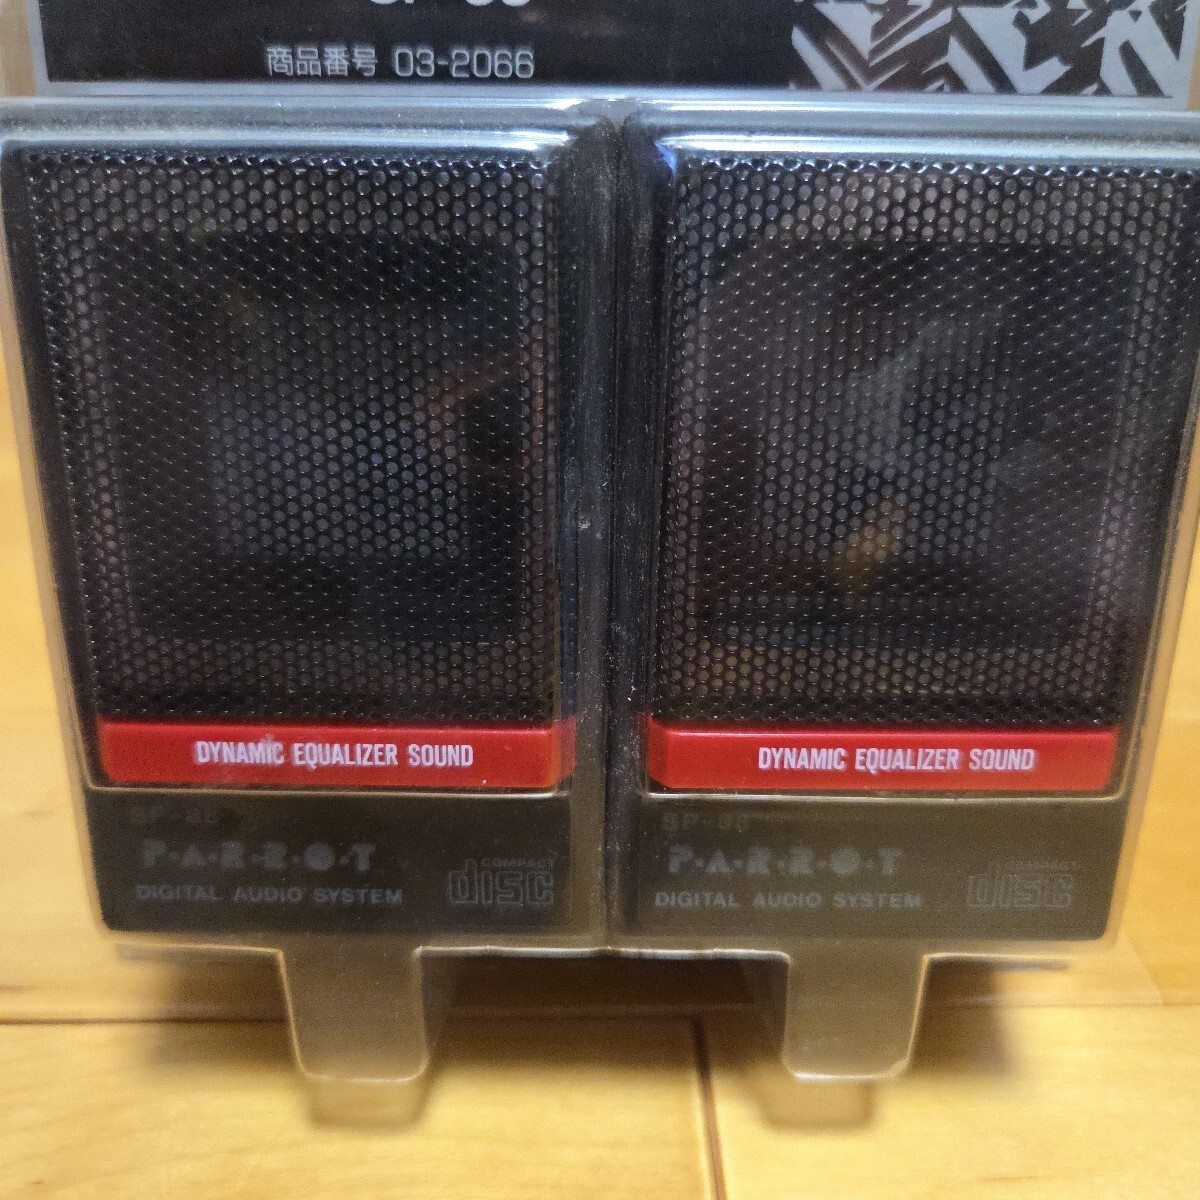 商品番号 03-2066
DYNAMIC EQUALIZER SOUND
P·A·R·R·O·T
COMPACT
disc
DIGITAL AUDIO SYSTEM
DYNAMIC EQUALIZER SOUND
P·A·R·R·O·T
COMPACT
disc
DIGITAL AUDIO SYSTEM